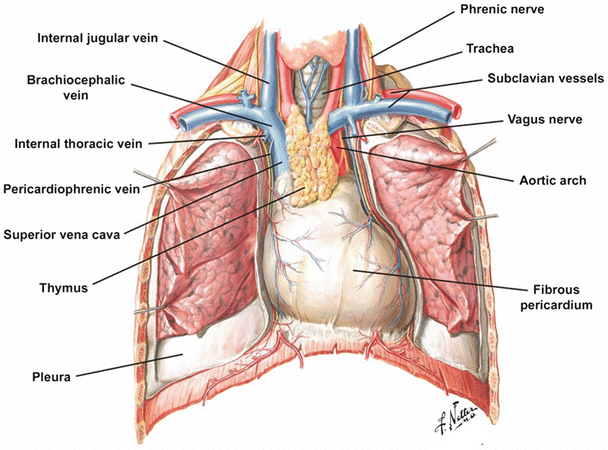 Phrenic nerve
Internal jugular vein
Trachea
Brachiocephalic
vein
Subclavian vessels
Internal thoracic vein
Vagus nerve
Pericardiophrenic vein
Aortic arch
Superior vena cava
Thymus
Fibrous
pericardium
Pleura
F. Netter
M.D.